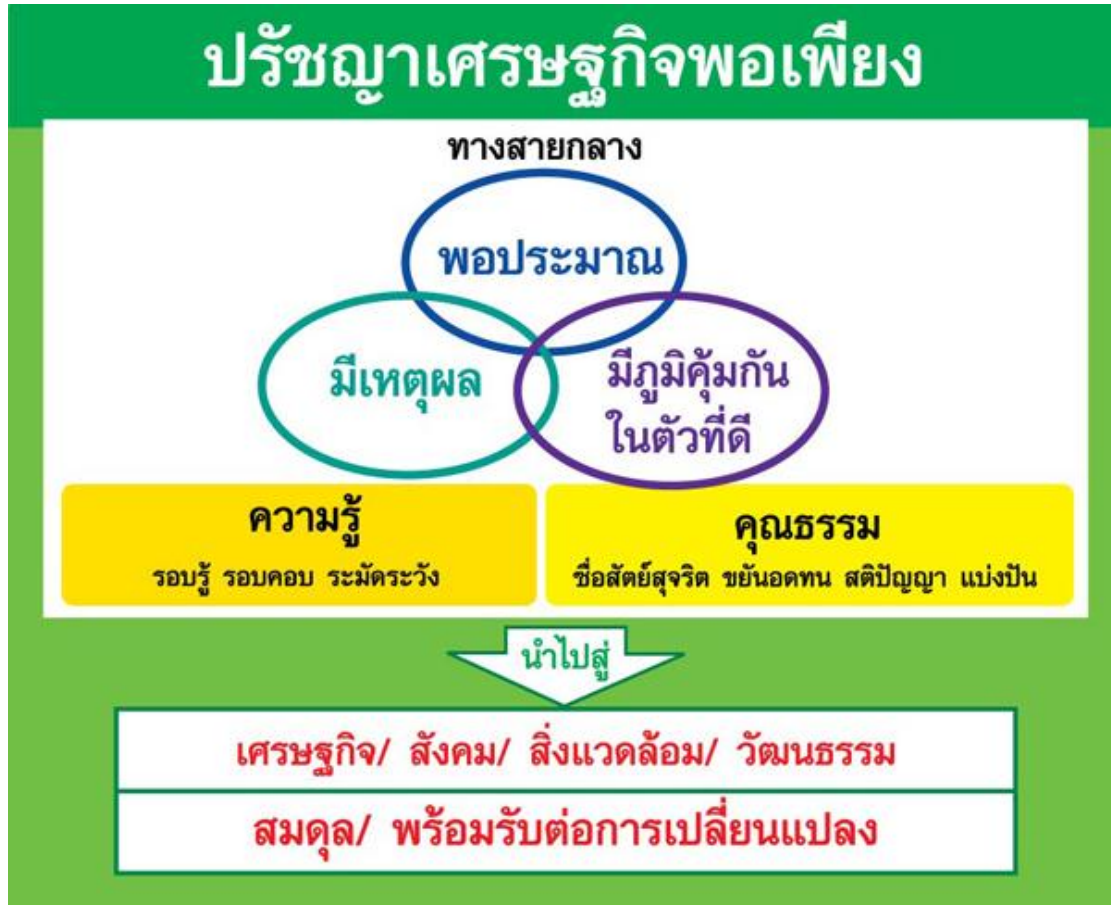 ปรัชญาเศรษฐกิจพอเพียง
ทางสายกลาง
พอประมาณ
มีเหตุผล
มีภูมิคุ้มกัน
ในตัวที่ดี
ความรู้
รอบรู้ รอบคอบ ระมัดระวัง
คุณธรรม
ซื่อสัตย์สุจริต ขยันอดทน สติปัญญา แบ่งปัน
นำไปสู่
เศรษฐกิจ/ สังคม/ สิ่งแวดล้อม/ วัฒนธรรม
สมดุล/ พร้อมรับต่อการเปลี่ยนแปลง